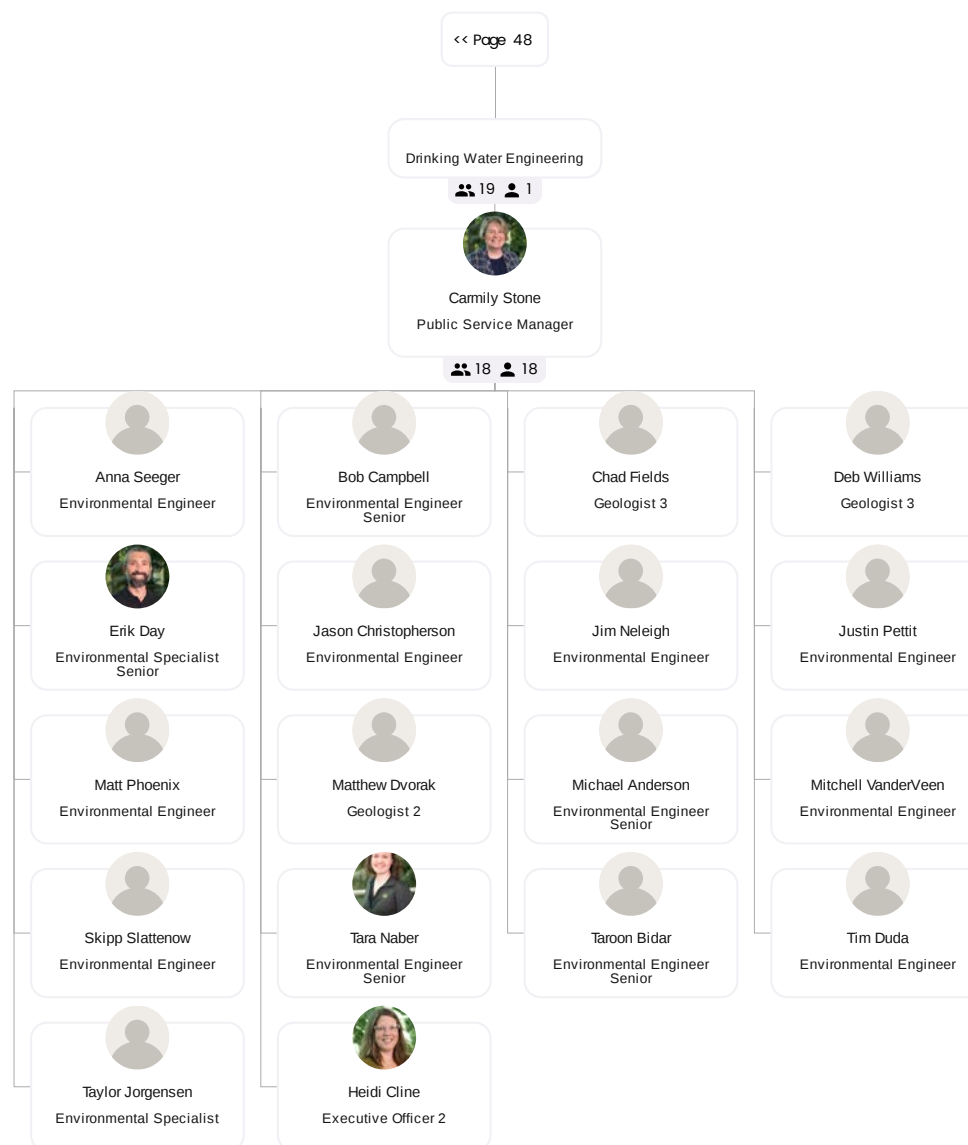 << Page 48
Drinking Water Engineering
19 1
Carmily Stone
Public Service Manager
18 18
Anna Seeger
Environmental Engineer
Bob Campbell
Environmental Engineer
Senior
Chad Fields
Geologist 3
Deb Williams
Geologist 3
Erik Day
Environmental Specialist
Senior
Jason Christopherson
Environmental Engineer
Jim Neleigh
Environmental Engineer
Justin Pettit
Environmental Engineer
Matt Phoenix
Environmental Engineer
Matthew Dvorak
Geologist 2
Michael Anderson
Environmental Engineer
Senior
Mitchell VanderVeen
Environmental Engineer
Skipp Slattenow
Environmental Engineer
Tara Naber
Environmental Engineer
Senior
Taroon Bidar
Environmental Engineer
Senior
Tim Duda
Environmental Engineer
Taylor Jorgensen
Environmental Specialist
Heidi Cline
Executive Officer 2